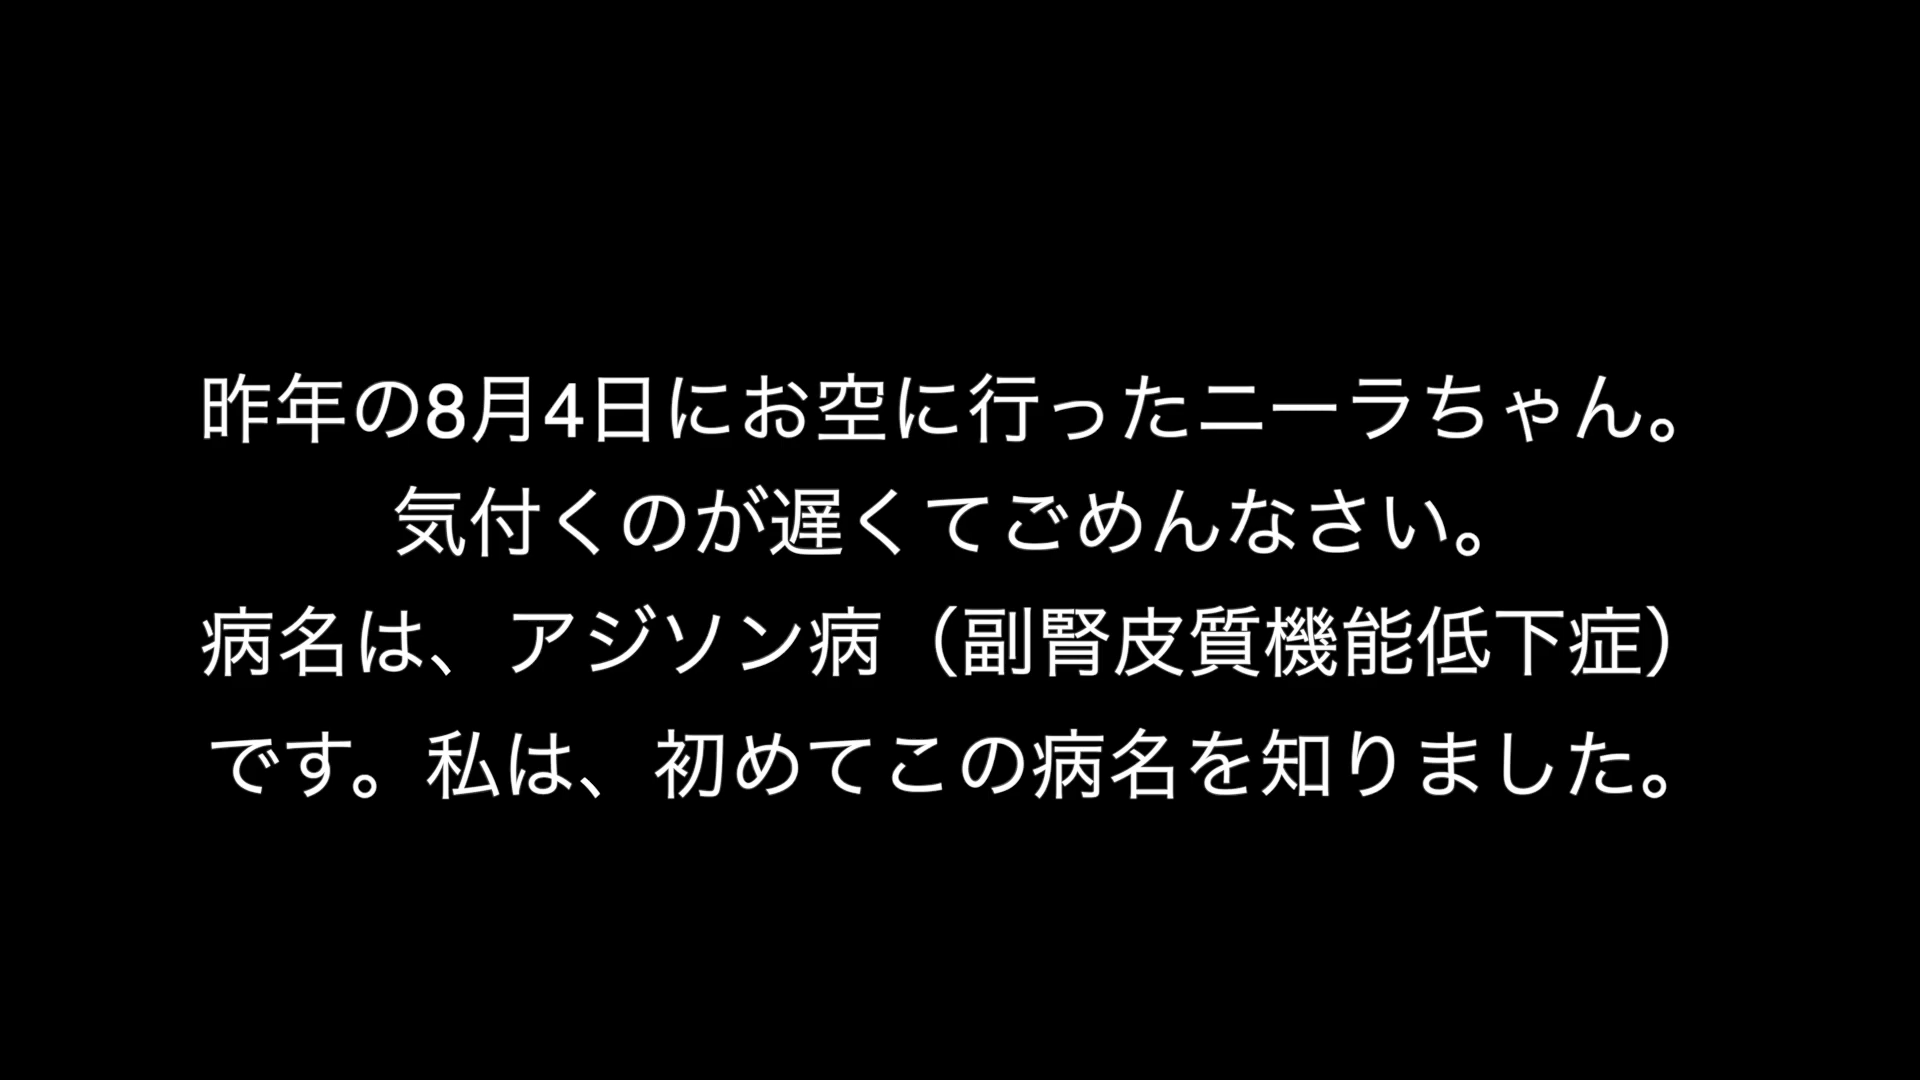 昨年の8月4日にお空に行ったニーラちゃん。
気付くのが遅くてごめんなさい。
病名は、アジソン病（副腎皮質機能低下症）
です。私は、初めてこの病名を知りました。